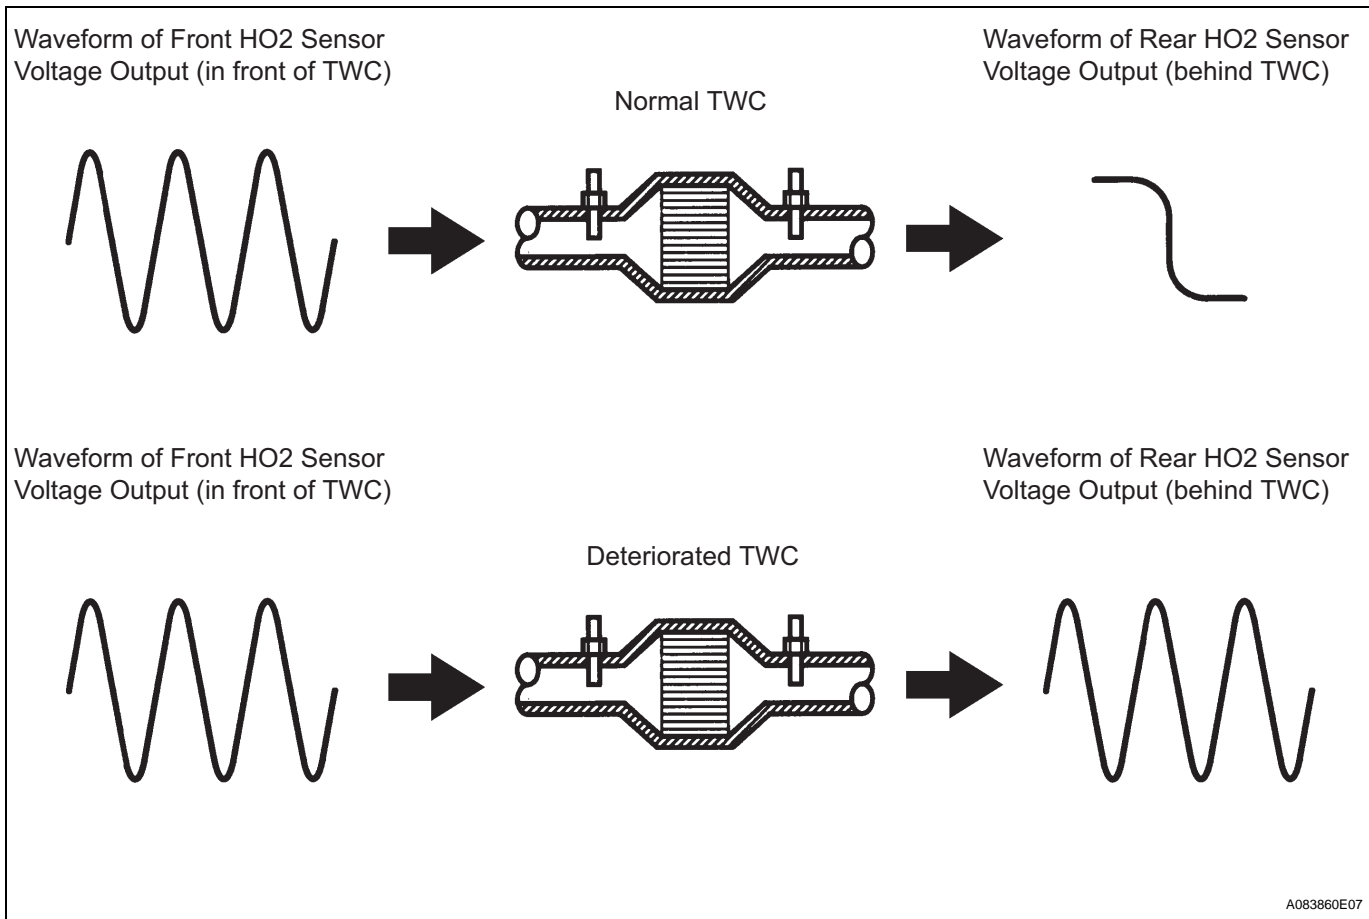 Waveform of Front HO2 Sensor
Voltage Output (in front of TWC)
Normal TWC
Waveform of Rear HO2 Sensor
Voltage Output (behind TWC)
Waveform of Front HO2 Sensor
Voltage Output (in front of TWC)
Deteriorated TWC
Waveform of Rear HO2 Sensor
Voltage Output (behind TWC)
A083860E07